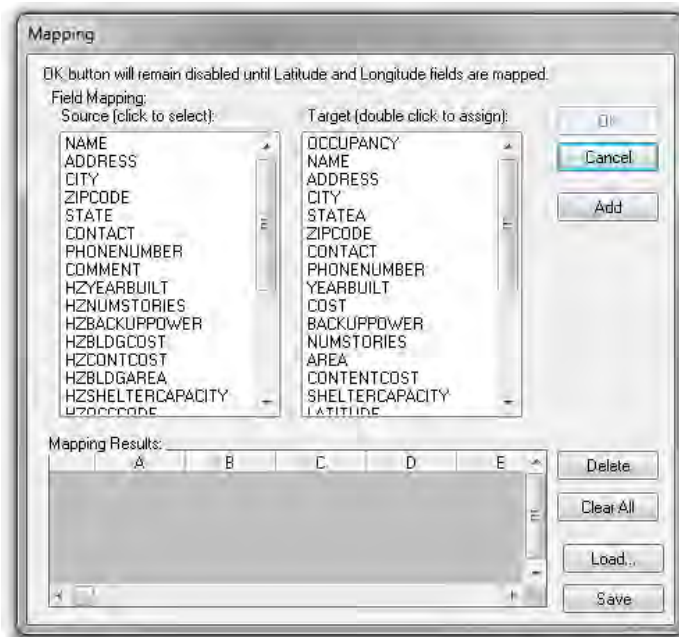 Mapping
OK button will remain disabled until Latitude and Longitude fields are mapped.
Field Mapping:
Source (click to select):
NAME
ADDRESS
CITY
ZIPCODE
STATE
CONTACT
PHONENUMBER
COMMENT
HZYEARBUILT
HZNUMSTORIES
HZBACKUPPOWER
HZBLDGCOST
HZCONTCOST
HZBLDGAREA
HZSHELTERCAPACITY
HZOCCCODE
Target (double click to assign):
OCCUPANCY
NAME
ADDRESS
CITY
STATEA
ZIPCODE
CONTACT
PHONENUMBER
YEARBUILT
COST
BACKUPPOWER
NUMSTORIES
AREA
CONTENTCOST
SHELTERCAPACITY
LATITUDE
OK
Cancel
Add
Mapping Results:
A B C D E
Delete
Clear All
Load...
Save